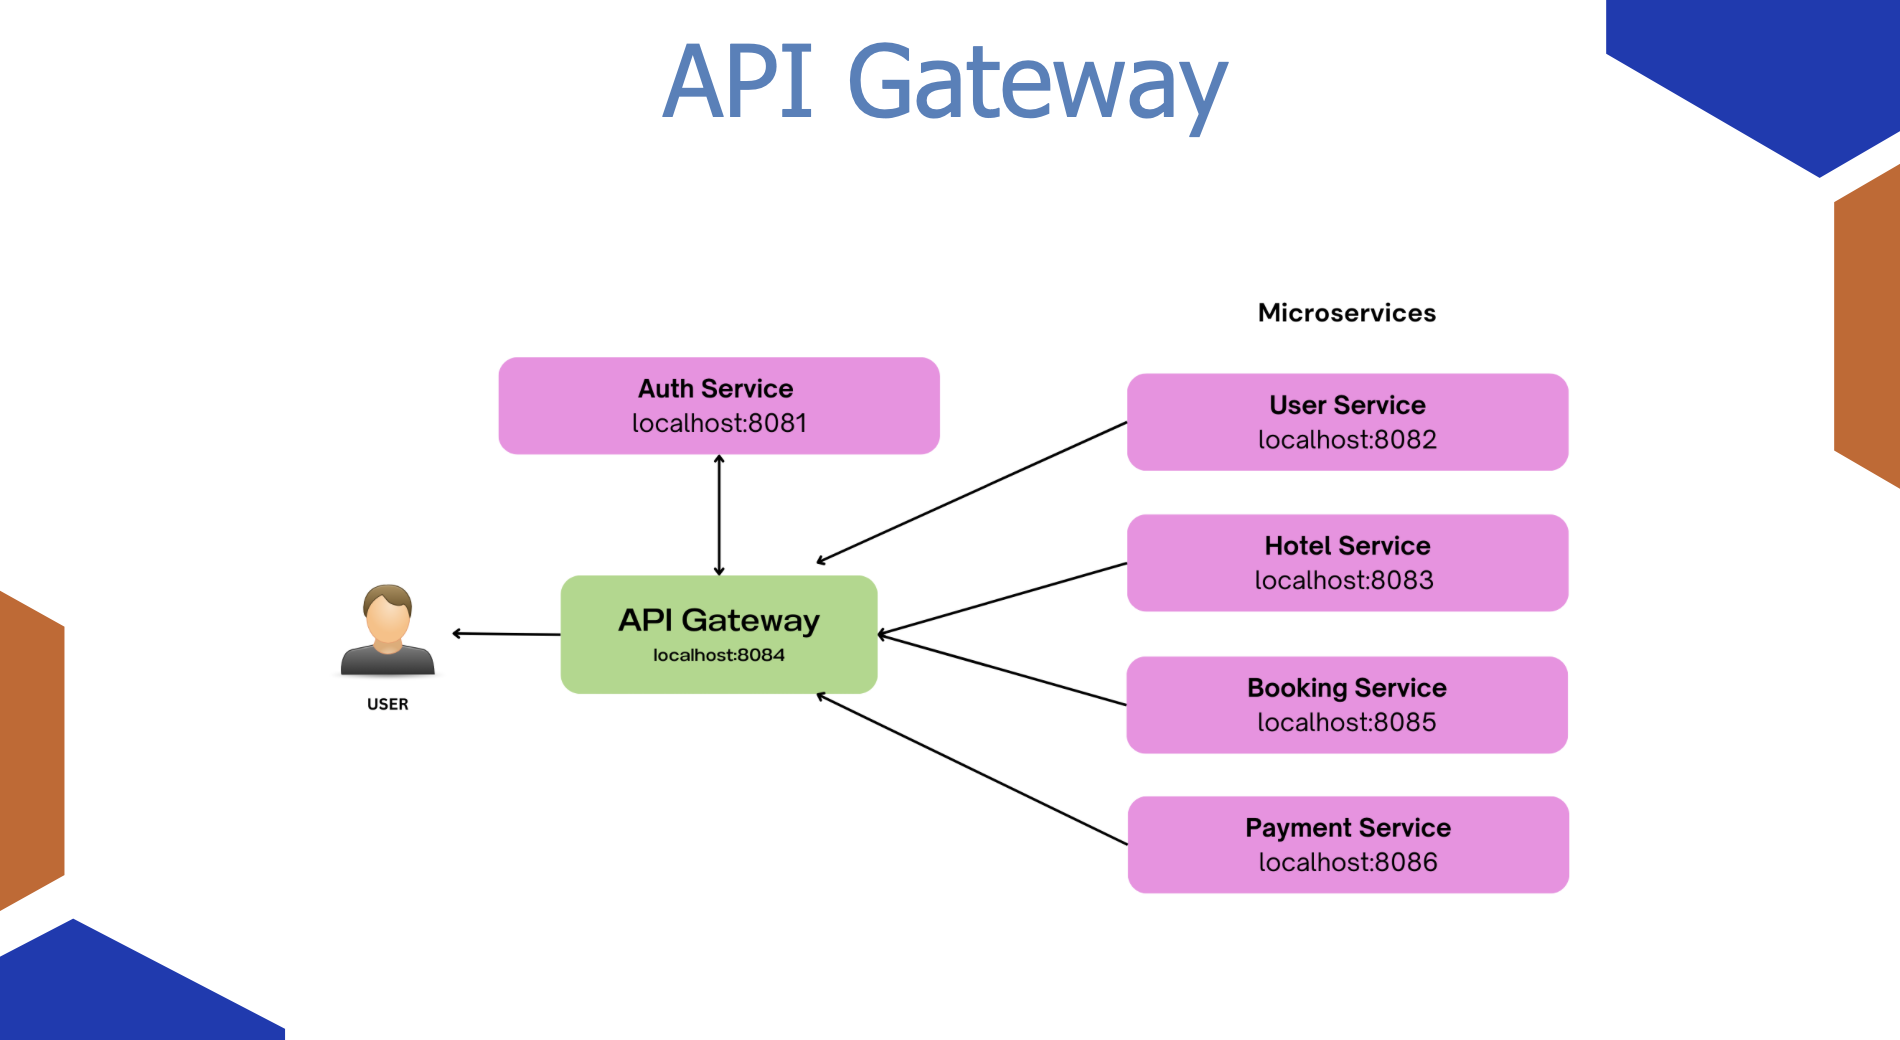 API Gateway
Microservices
Auth Service
localhost:8081
User Service
localhost:8082
Hotel Service
localhost:8083
API Gateway
localhost:8084
USER
Booking Service
localhost:8085
Payment Service
localhost:8086